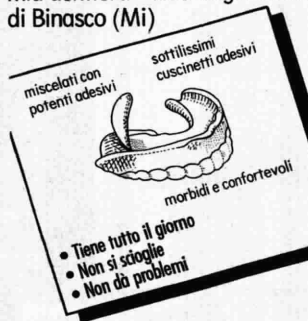 di Binasco (Mi)
miscelati con
potenti adesivi
sottilissimi
cuscinetti adesivi
morbidi e confortevoli
• Tiene tutto il giorno
• Non si scioglie
• Non dà problemi